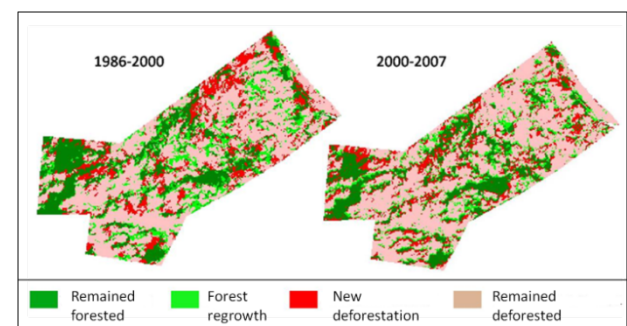 1986-2000
2000-2007
Remained forested
Forest regrowth
New deforestation
Remained deforested